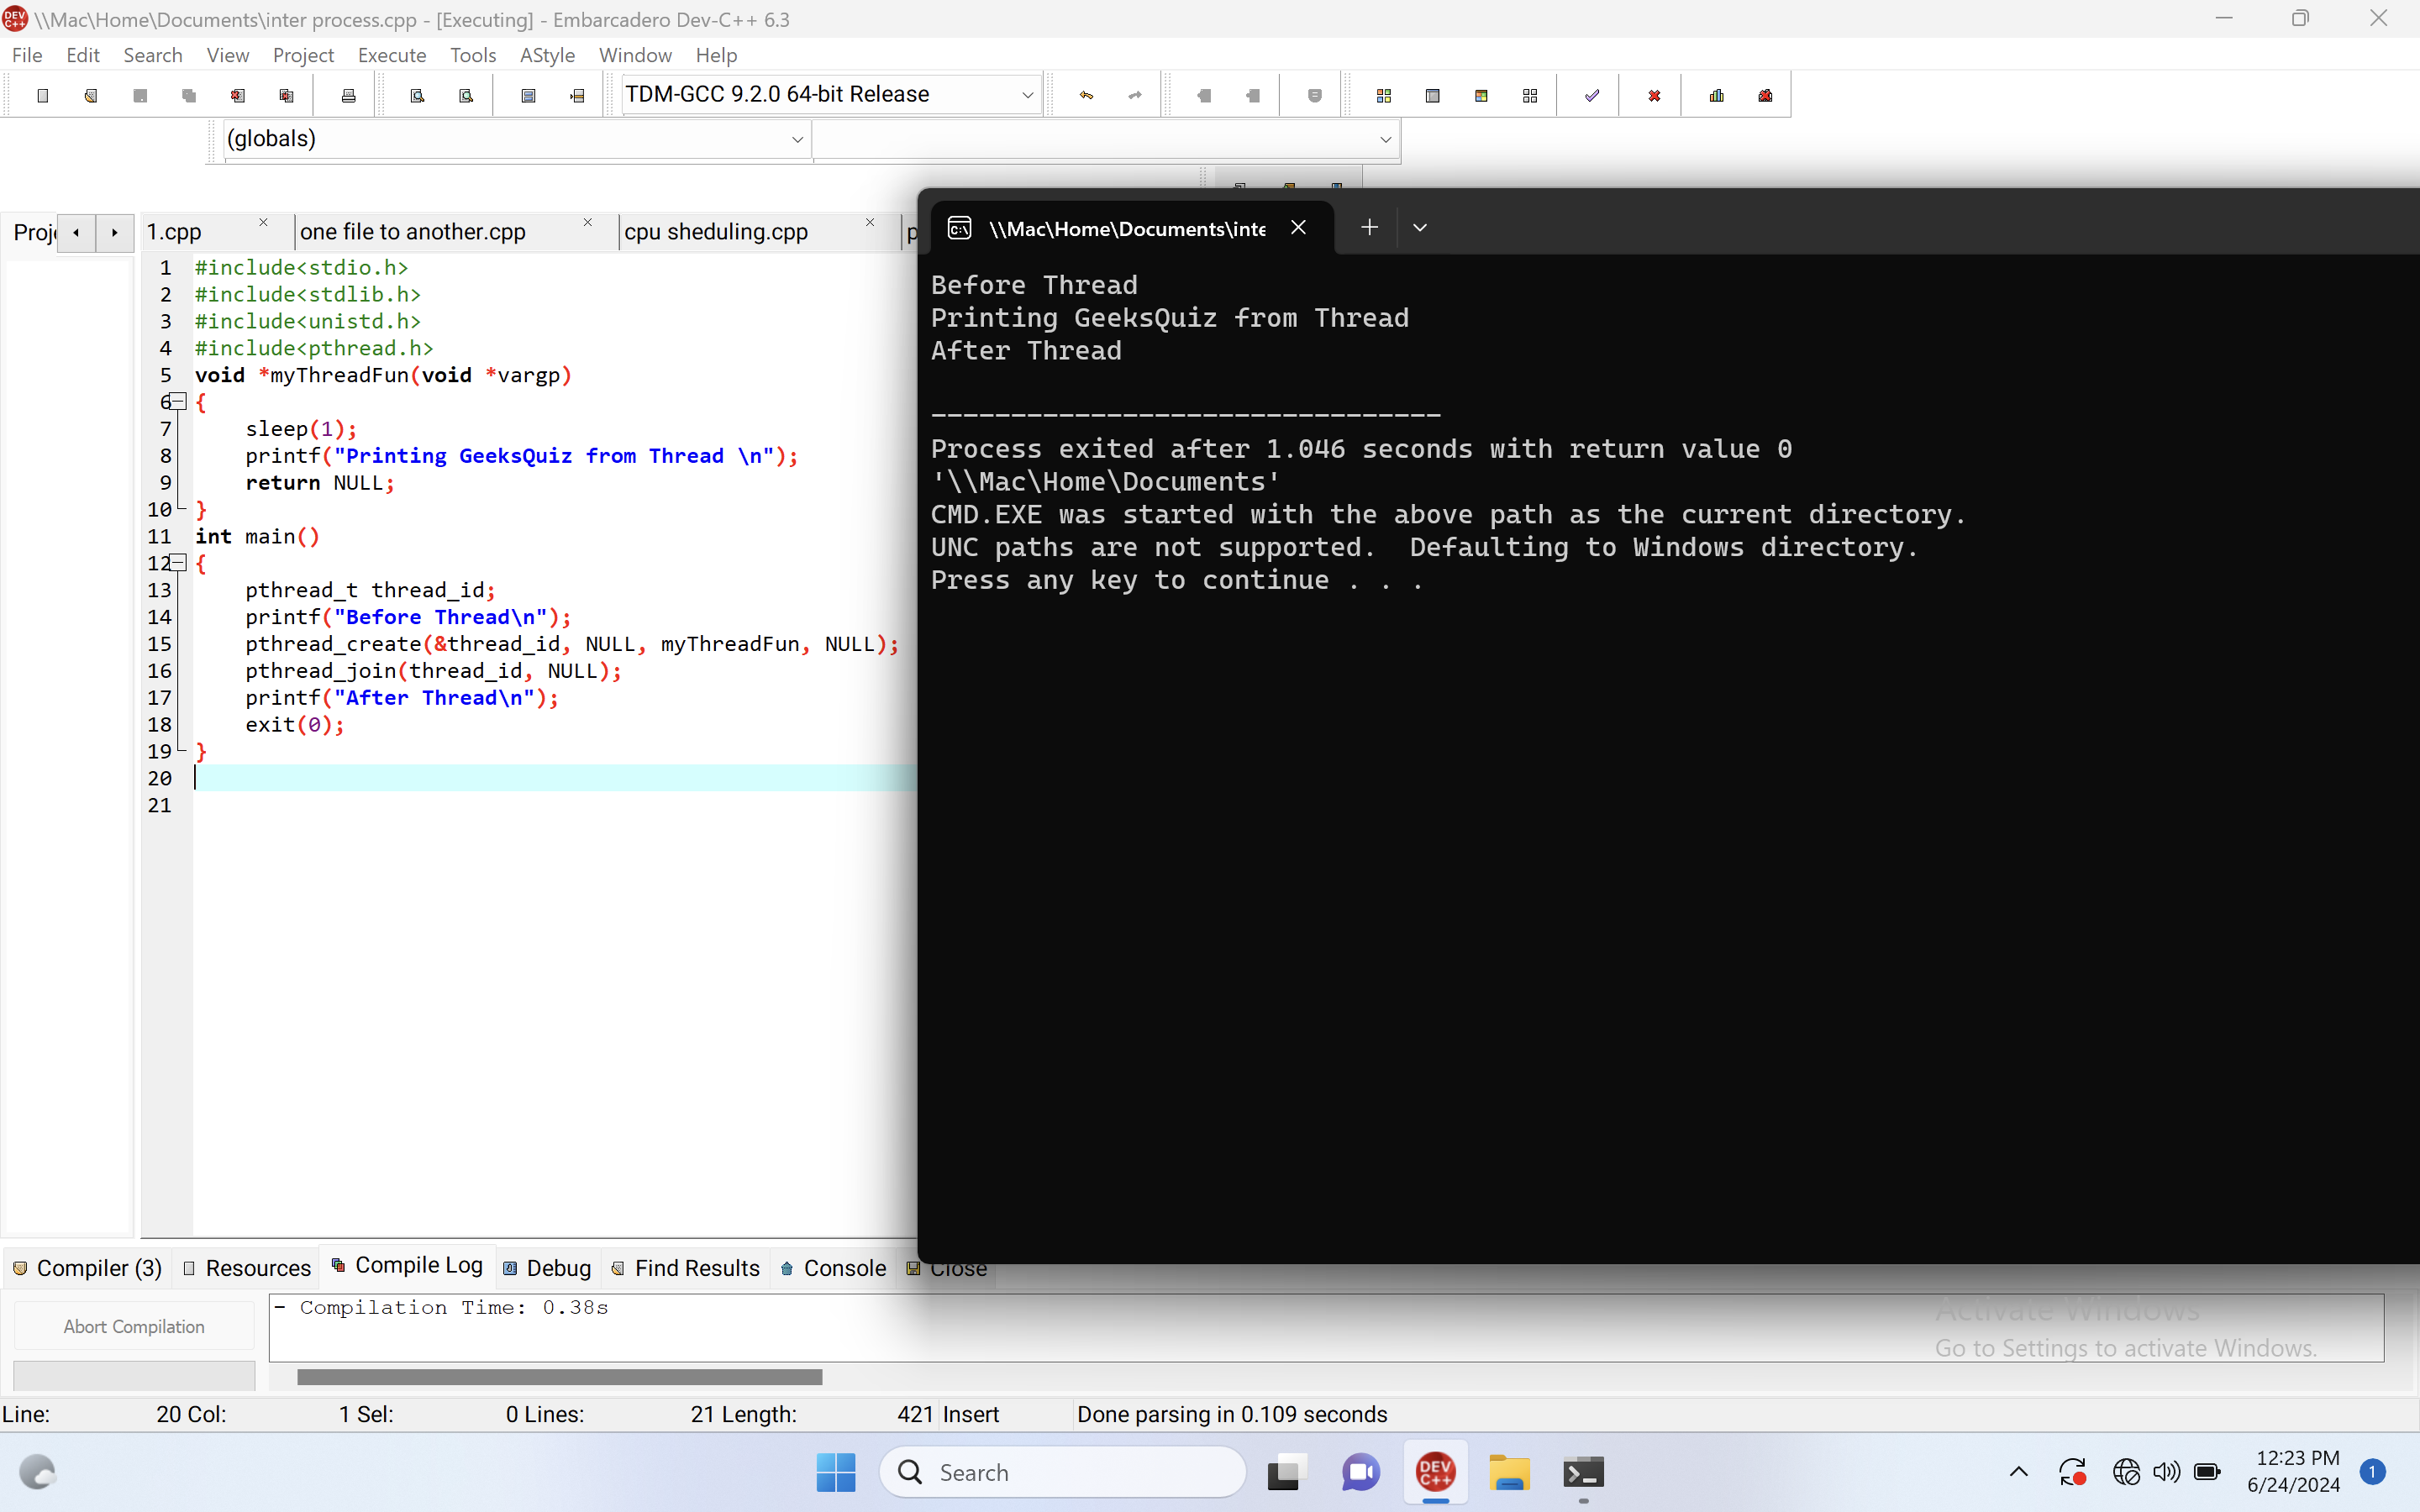 \\Mac\Home\Documents\inter process.cpp - [Executing] - Embarcadero Dev-C++ 6.3
File Edit Search View Project Execute Tools AStyle Window Help
TDM-GCC 9.2.0 64-bit Release
(globals)
1.cpp one file to another.cpp cpu sheduling.cpp
1 #include<stdio.h>
2 #include<stdlib.h>
3 #include<unistd.h>
4 #include<pthread.h>
5 void *myThreadFun(void *vargp)
6 {
7 sleep(1);
8 printf("Printing GeeksQuiz from Thread \n");
9 return NULL;
10 }
11 int main()
12 {
13 pthread_t thread_id;
14 printf("Before Thread\n");
15 pthread_create(&thread_id, NULL, myThreadFun, NULL);
16 pthread_join(thread_id, NULL);
17 printf("After Thread\n");
18 exit(0);
19 }
20
21
\\Mac\Home\Documents\inte
Before Thread
Printing GeeksQuiz from Thread
After Thread
--------------------------------
Process exited after 1.046 seconds with return value 0
'\\Mac\Home\Documents'
CMD.EXE was started with the above path as the current directory.
UNC paths are not supported.  Defaulting to Windows directory.
Press any key to continue . . .
Compiler (3) Resources Compile Log Debug Find Results Console Close
Abort Compilation
- Compilation Time: 0.38s
Activate Windows
Go to Settings to activate Windows.
Line: 20 Col: 1 Sel: 0 Lines: 21 Length: 421 Insert Done parsing in 0.109 seconds
Search
12:23 PM
6/24/2024
1